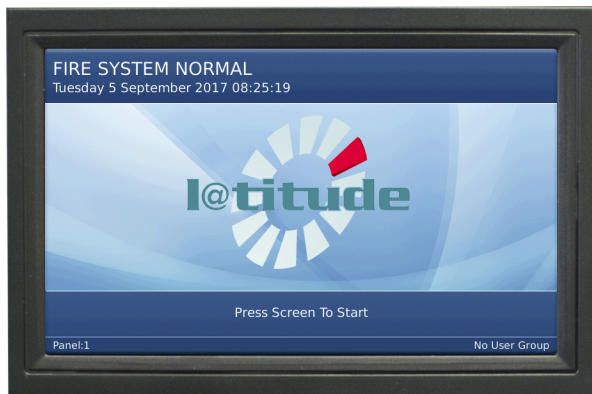 FIRE SYSTEM NORMAL
Tuesday 5 September 2017 08:25:19
l@titude
Press Screen To Start
Panel:1
No User Group